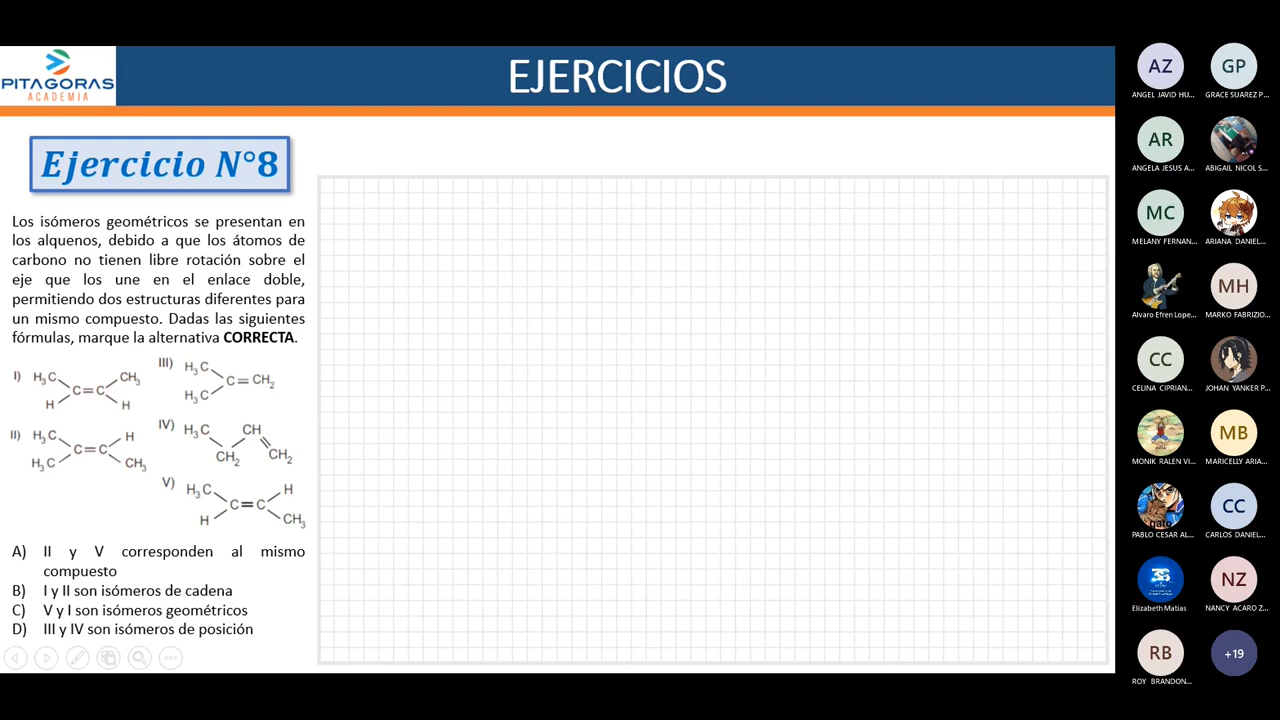 PITAGORAS
ACADEMIA
EJERCICIOS
Ejercicio N°8
Los isómeros geométricos se presentan en
los alquenos, debido a que los átomos de
carbono no tienen libre rotación sobre el
eje que los une en el enlace doble,
permitiendo dos estructuras diferentes para
un mismo compuesto. Dadas las siguientes
fórmulas, marque la alternativa CORRECTA.
I) H₃C CH₃
C=C
H H
II) H₃C H
C=C
H₃C CH₃
III) H₃C
C=CH₂
H₃C
IV) H₃C CH
CH₂ CH₂
V) H₃C H
C=C
H CH₃
A) II y V corresponden al mismo
compuesto
B) I y II son isómeros de cadena
C) V y I son isómeros geométricos
D) III y IV son isómeros de posición
AZ
ANGEL JAVID HU...
GP
GRACE SUAREZ P...
AR
ANGELA JESUS A...
ABIGAIL NICOL S...
MC
MELANY FERNAN...
ARIANA DANIEL...
Alvaro Efren Lope...
MH
MARKO FABRIZIO...
CC
CELINA CIPRIAN...
JOHAN YANKER P...
MONIK RALEN VI...
MB
MARICELLY ARIA...
gato
PABLO CESAR AL...
CC
CARLOS DANIEL...
Elizabeth Matias
NZ
NANCY ACARO Z...
RB
ROY BRANDON...
+19